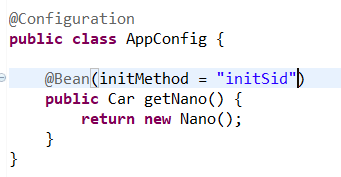 @Configuration
public class AppConfig {
@Bean(initMethod = "initSid")
public Car getNano() {
return new Nano();
}
}